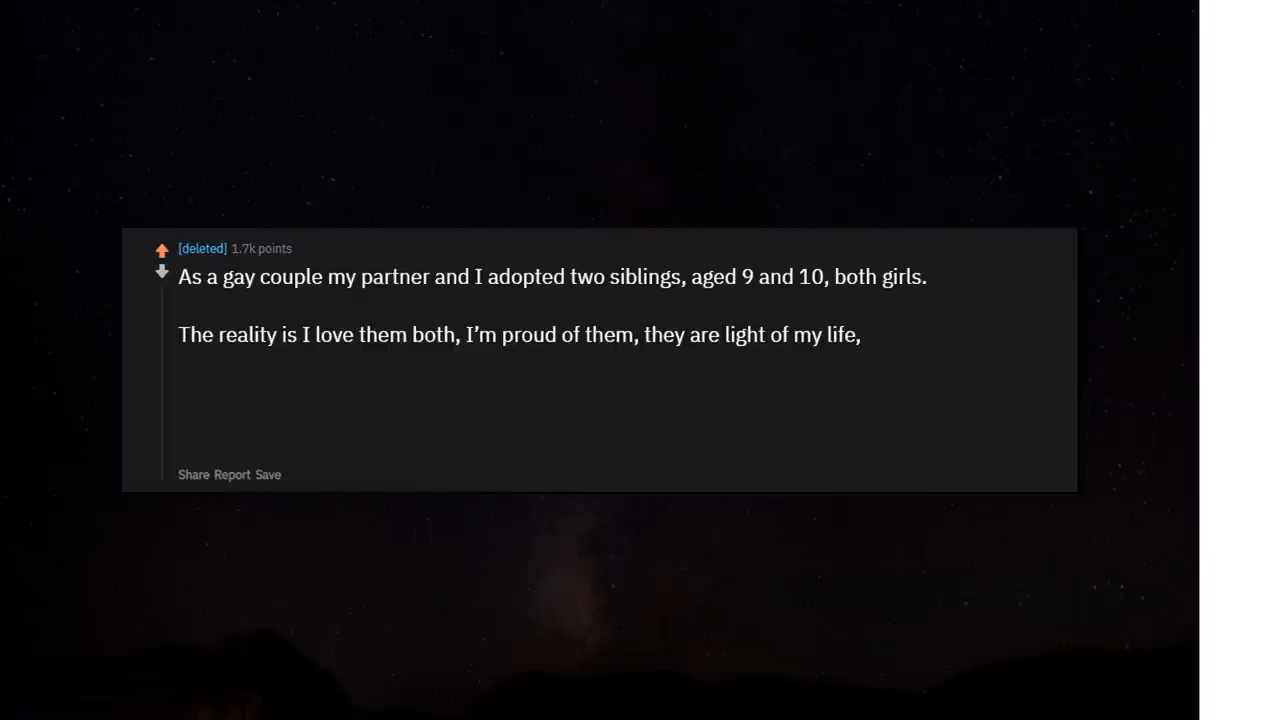 [deleted] 1.7k points
As a gay couple my partner and I adopted two siblings, aged 9 and 10, both girls.
The reality is I love them both, I’m proud of them, they are light of my life,
Share Report Save